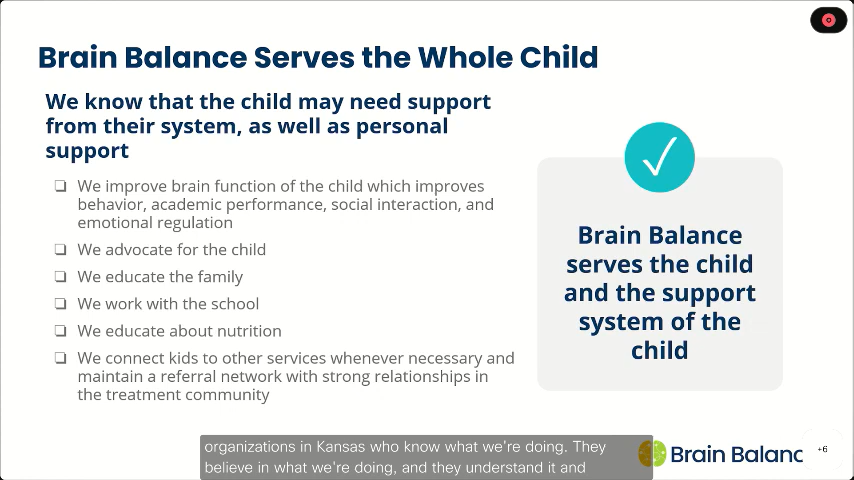 Brain Balance Serves the Whole Child
We know that the child may need support
from their system, as well as personal
support
We improve brain function of the child which improves
behavior, academic performance, social interaction, and
emotional regulation
We advocate for the child
We educate the family
We work with the school
We educate about nutrition
We connect kids to other services whenever necessary and
maintain a referral network with strong relationships in
the treatment community
Brain Balance
serves the child
and the support
system of the
child
organizations in Kansas who know what we're doing. They
believe in what we're doing, and they understand it and
Brain Balanc
+6